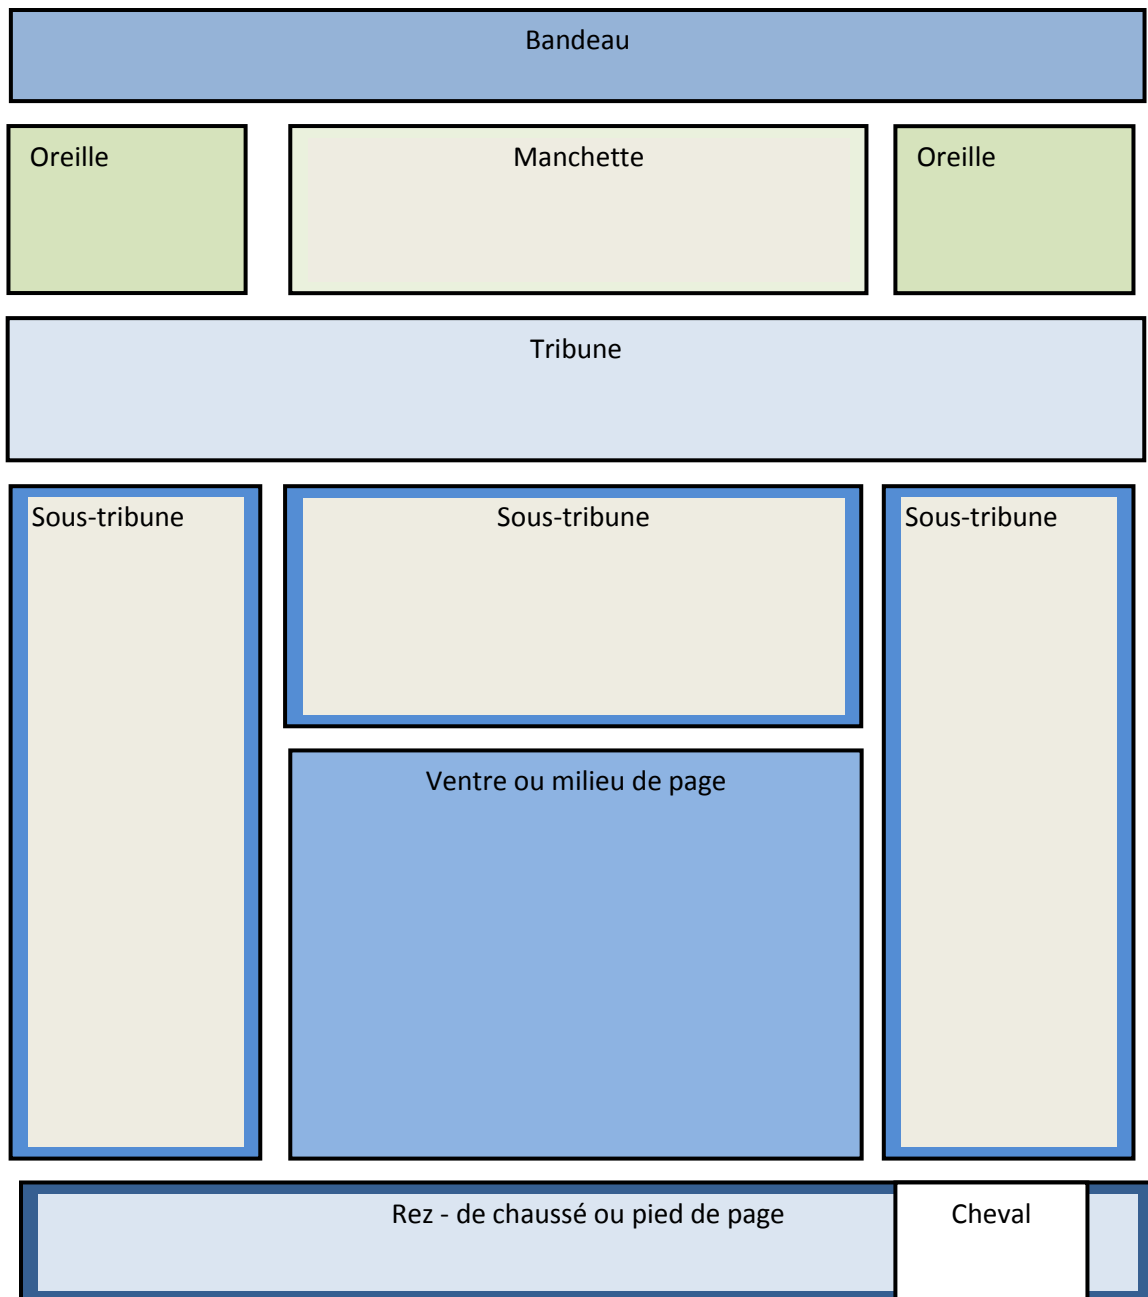 Bandeau
Oreille
Manchette
Oreille
Tribune
Sous-tribune
Sous-tribune
Sous-tribune
Ventre ou milieu de page
Rez - de chaussé ou pied de page
Cheval